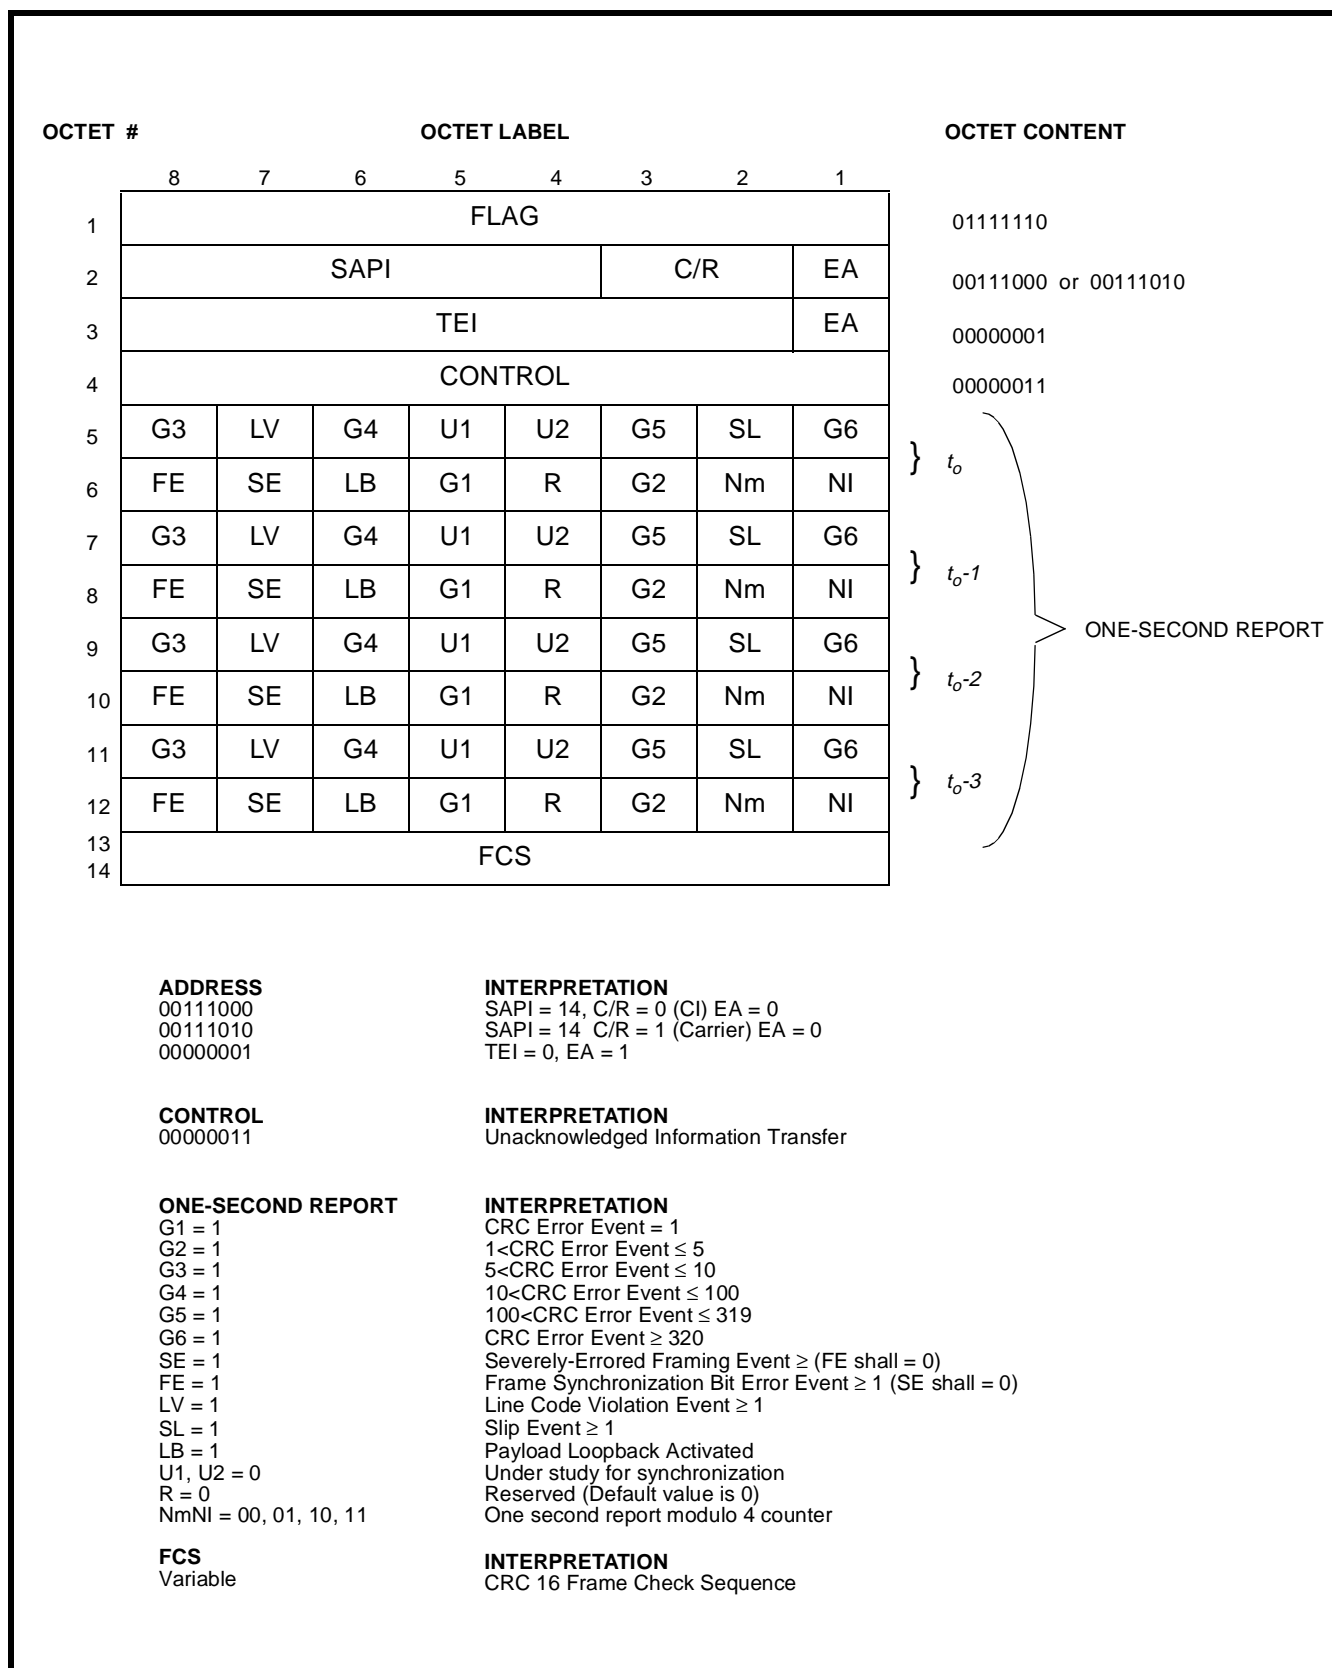 OCTET # OCTET LABEL OCTET CONTENT
8 7 6 5 4 3 2 1
1 FLAG 01111110
2 SAPI C/R EA 00111000 or 00111010
3 TEI EA 00000001
4 CONTROL 00000011
5 G3 LV G4 U1 U2 G5 SL G6
} to
6 FE SE LB G1 R G2 Nm NI
7 G3 LV G4 U1 U2 G5 SL G6
} to-1
8 FE SE LB G1 R G2 Nm NI
ONE-SECOND REPORT
9 G3 LV G4 U1 U2 G5 SL G6
} to-2
10 FE SE LB G1 R G2 Nm NI
11 G3 LV G4 U1 U2 G5 SL G6
} to-3
12 FE SE LB G1 R G2 Nm NI
13
FCS
14
ADDRESS INTERPRETATION
00111000 SAPI = 14, C/R = 0 (CI) EA = 0
00111010 SAPI = 14 C/R = 1 (Carrier) EA = 0
00000001 TEI = 0, EA = 1
CONTROL INTERPRETATION
00000011 Unacknowledged Information Transfer
ONE-SECOND REPORT INTERPRETATION
G1 = 1 CRC Error Event = 1
G2 = 1 1<CRC Error Event ≤ 5
G3 = 1 5<CRC Error Event ≤ 10
G4 = 1 10<CRC Error Event ≤ 100
G5 = 1 100<CRC Error Event ≤ 319
G6 = 1 CRC Error Event ≥ 320
SE = 1 Severely-Errored Framing Event ≥ (FE shall = 0)
FE = 1 Frame Synchronization Bit Error Event ≥ 1 (SE shall = 0)
LV = 1 Line Code Violation Event ≥ 1
SL = 1 Slip Event ≥ 1
LB = 1 Payload Loopback Activated
U1, U2 = 0 Under study for synchronization
R = 0 Reserved (Default value is 0)
NmNI = 00, 01, 10, 11 One second report modulo 4 counter
FCS INTERPRETATION
Variable CRC 16 Frame Check Sequence